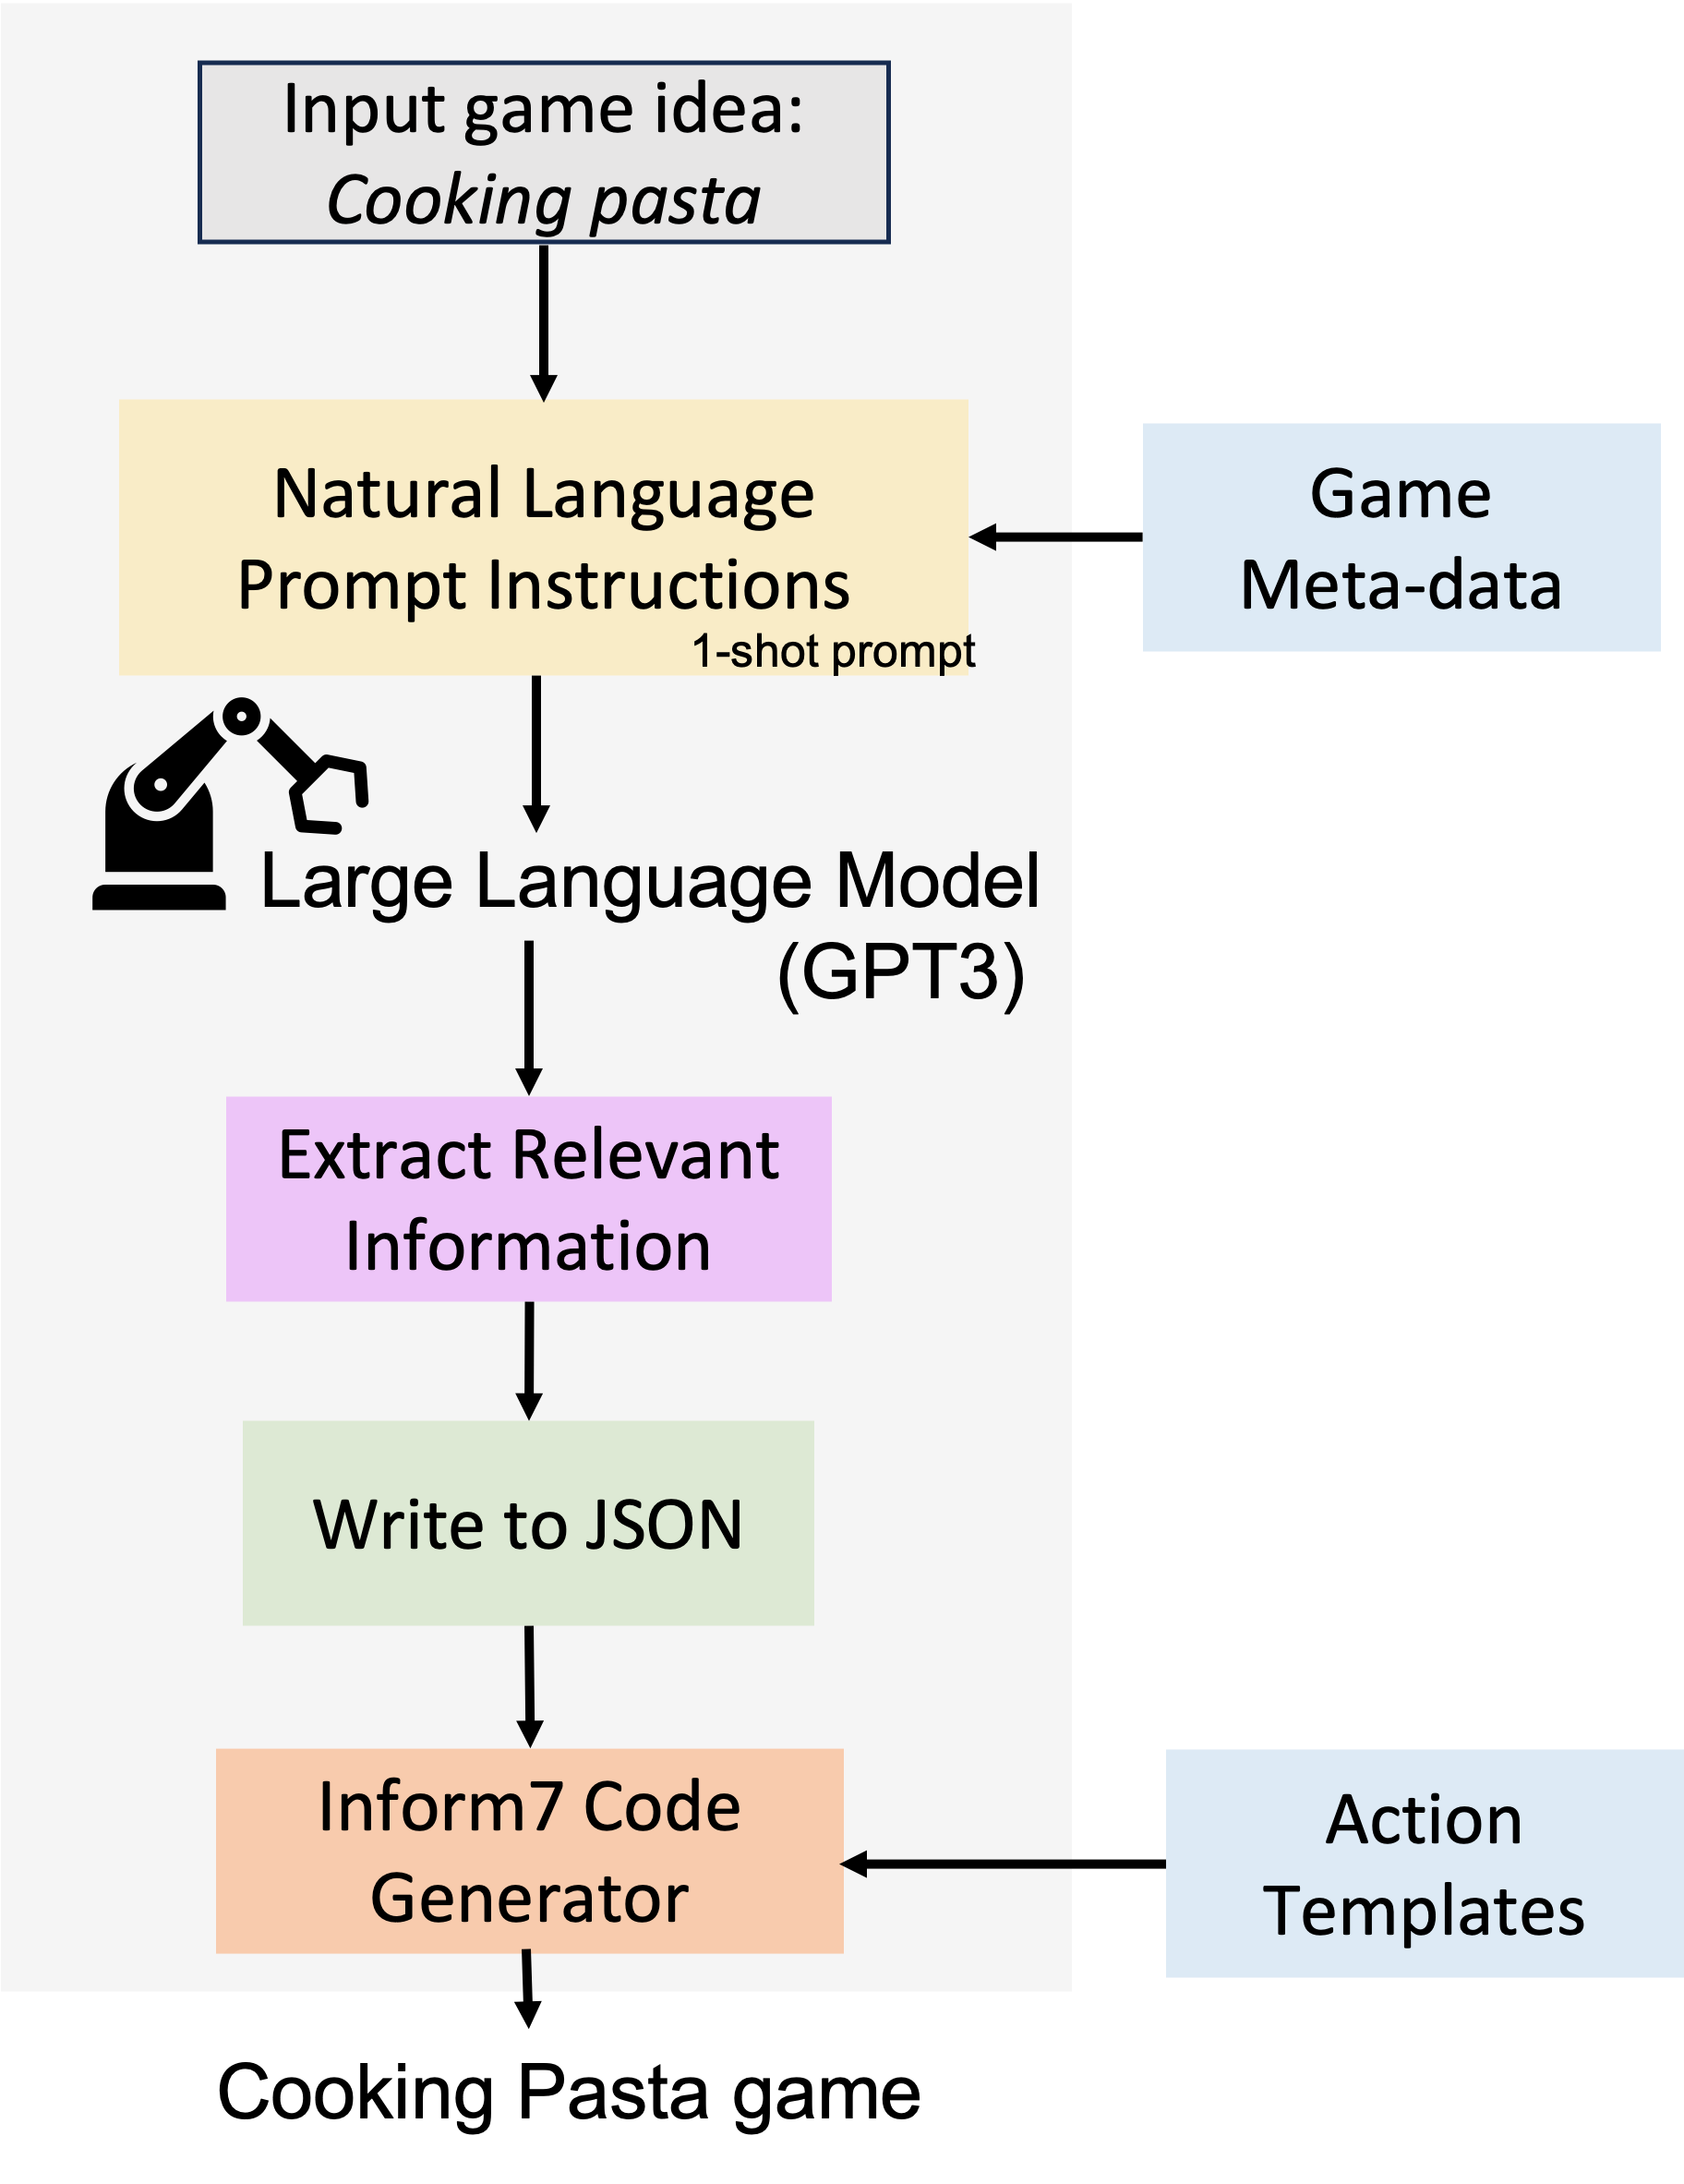 Input game idea:
Cooking pasta
Natural Language
Prompt Instructions
1-shot prompt
Game
Meta-data
Large Language Model
(GPT3)
Extract Relevant
Information
Write to JSON
Inform7 Code
Generator
Action
Templates
Cooking Pasta game